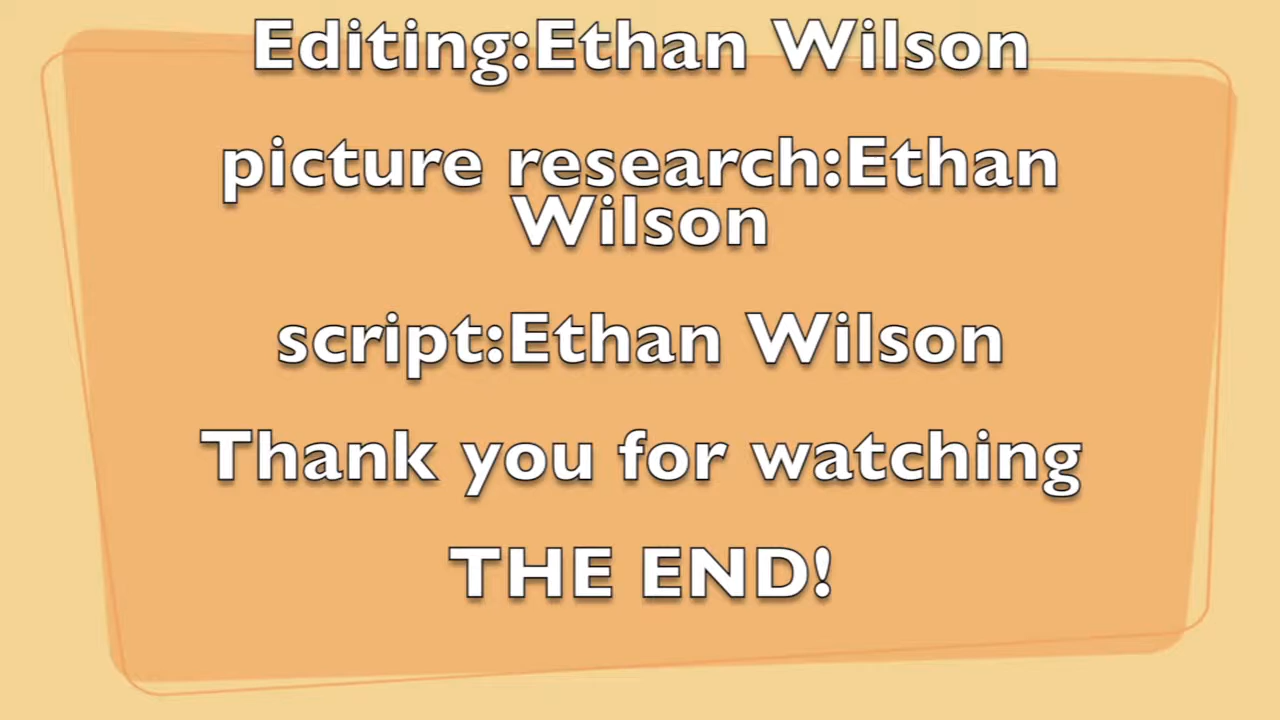 Editing:Ethan Wilson
picture research:Ethan
Wilson
script:Ethan Wilson
Thank you for watching
THE END!